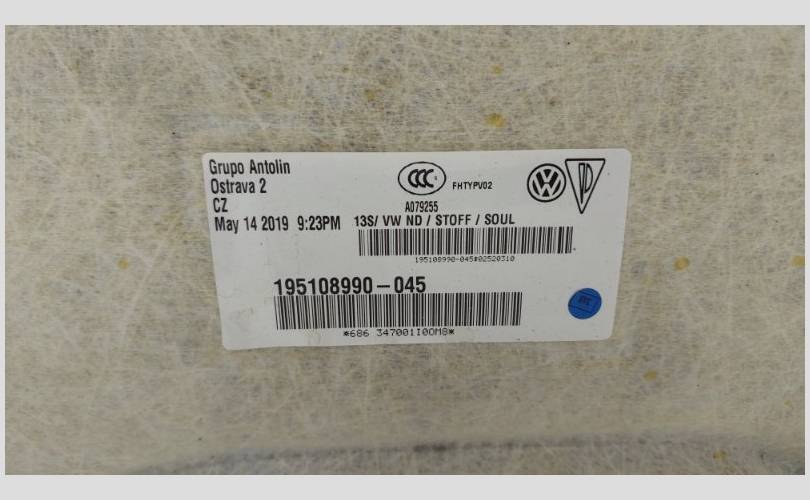 Grupo Antolin
Ostrava 2
CZ
May 14 2019 9:23PM
CCC
FHTYPV02
A079255
13S/ VW ND / STOFF / SOUL
195108990-045#02520310
195108990-045
*686 347001I00M8*